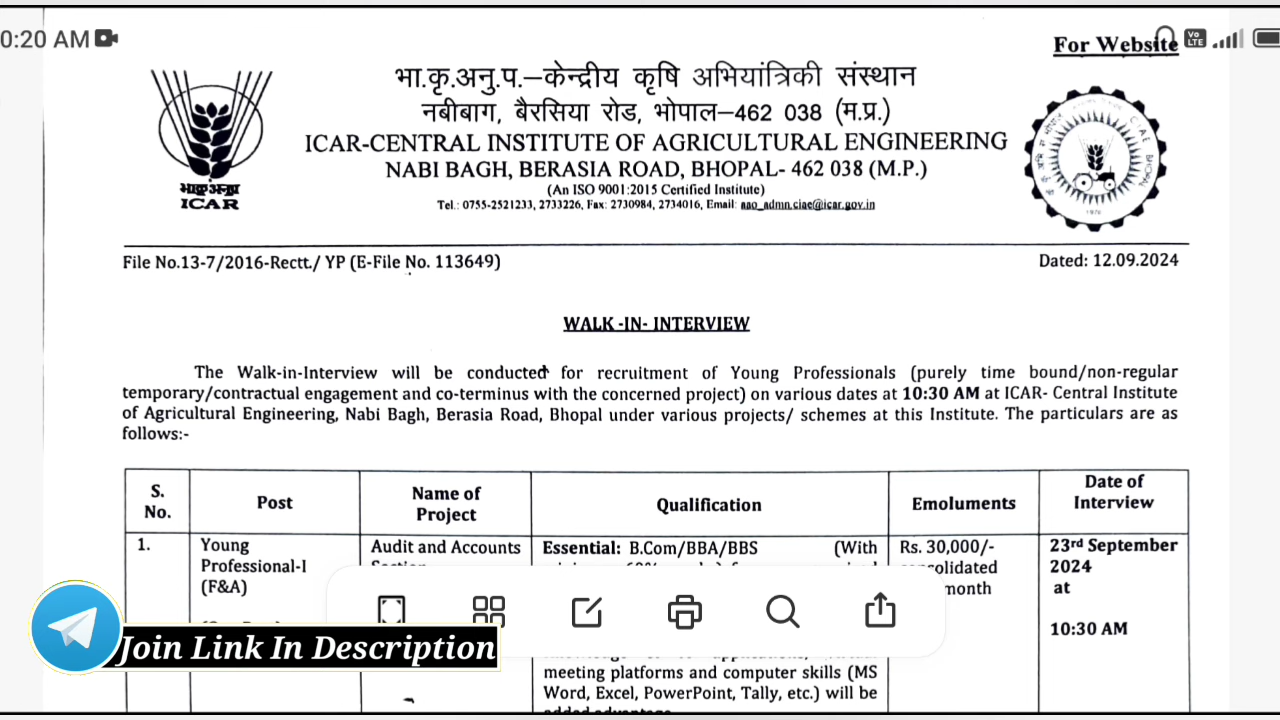 0:20 AM
For Website
Vo LTE
भा.कृ.अनु.प.–केन्द्रीय कृषि अभियांत्रिकी संस्थान
नबीबाग, बैरसिया रोड, भोपाल–462 038 (म.प्र.)
ICAR-CENTRAL INSTITUTE OF AGRICULTURAL ENGINEERING
NABI BAGH, BERASIA ROAD, BHOPAL- 462 038 (M.P.)
(An ISO 9001:2015 Certified Institute)
Tel.: 0755-2521233, 2733226, Fax: 2730984, 2734016, Email: aao_admn.ciae@icar.gov.in
भाकृअनुप
ICAR
BHOPAL
1976
File No.13-7/2016-Rectt./ YP (E-File No. 113649)
Dated: 12.09.2024
WALK -IN- INTERVIEW
The Walk-in-Interview will be conducted for recruitment of Young Professionals (purely time bound/non-regular
temporary/contractual engagement and co-terminus with the concerned project) on various dates at 10:30 AM at ICAR- Central Institute
of Agricultural Engineering, Nabi Bagh, Berasia Road, Bhopal under various projects/ schemes at this Institute. The particulars are as
follows:-
S. No.
Post
Name of Project
Qualification
Emoluments
Date of Interview
1.
Young
Professional-I
(F&A)
Audit and Accounts
Essential: B.Com/BBA/BBS (With
meeting platforms and computer skills (MS
Word, Excel, PowerPoint, Tally, etc.) will be
Rs. 30,000/-
month
23rd September
2024
at
10:30 AM
Join Link In Description